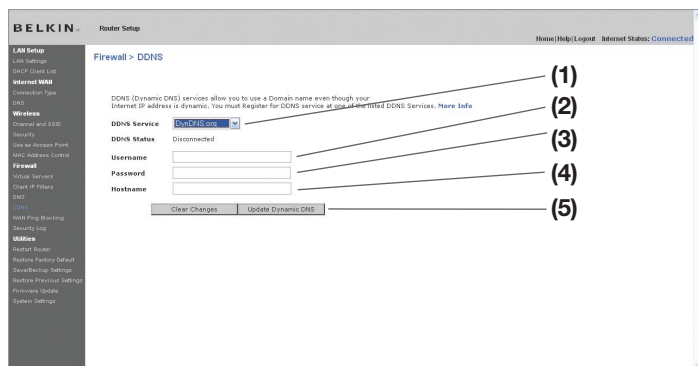 BELKIN.
Router Setup
Home|Help|Logout Internet Status: Connected
LAN Setup
LAN Settings
DHCP Client List
Internet WAN
Connection Type
DNS
Wireless
Channel and SSID
Security
Use as Access Point
MAC Address Control
Firewall
Virtual Servers
Client IP Filters
DMZ
DDNS
WAN Ping Blocking
Security Log
Utilities
Restart Router
Restore Factory Default
Save/Backup Settings
Restore Previous Settings
Firmware Update
System Settings
Firewall > DDNS
DDNS (Dynamic DNS) services allow you to use a Domain name even though your
Internet IP address is dynamic. You must Register for DDNS service at one of the listed DDNS Services. More Info
DDNS Service DynDNS.org
DDNS Status Disconnected
Username
Password
Hostname
Clear Changes Update Dynamic DNS
(1)
(2)
(3)
(4)
(5)